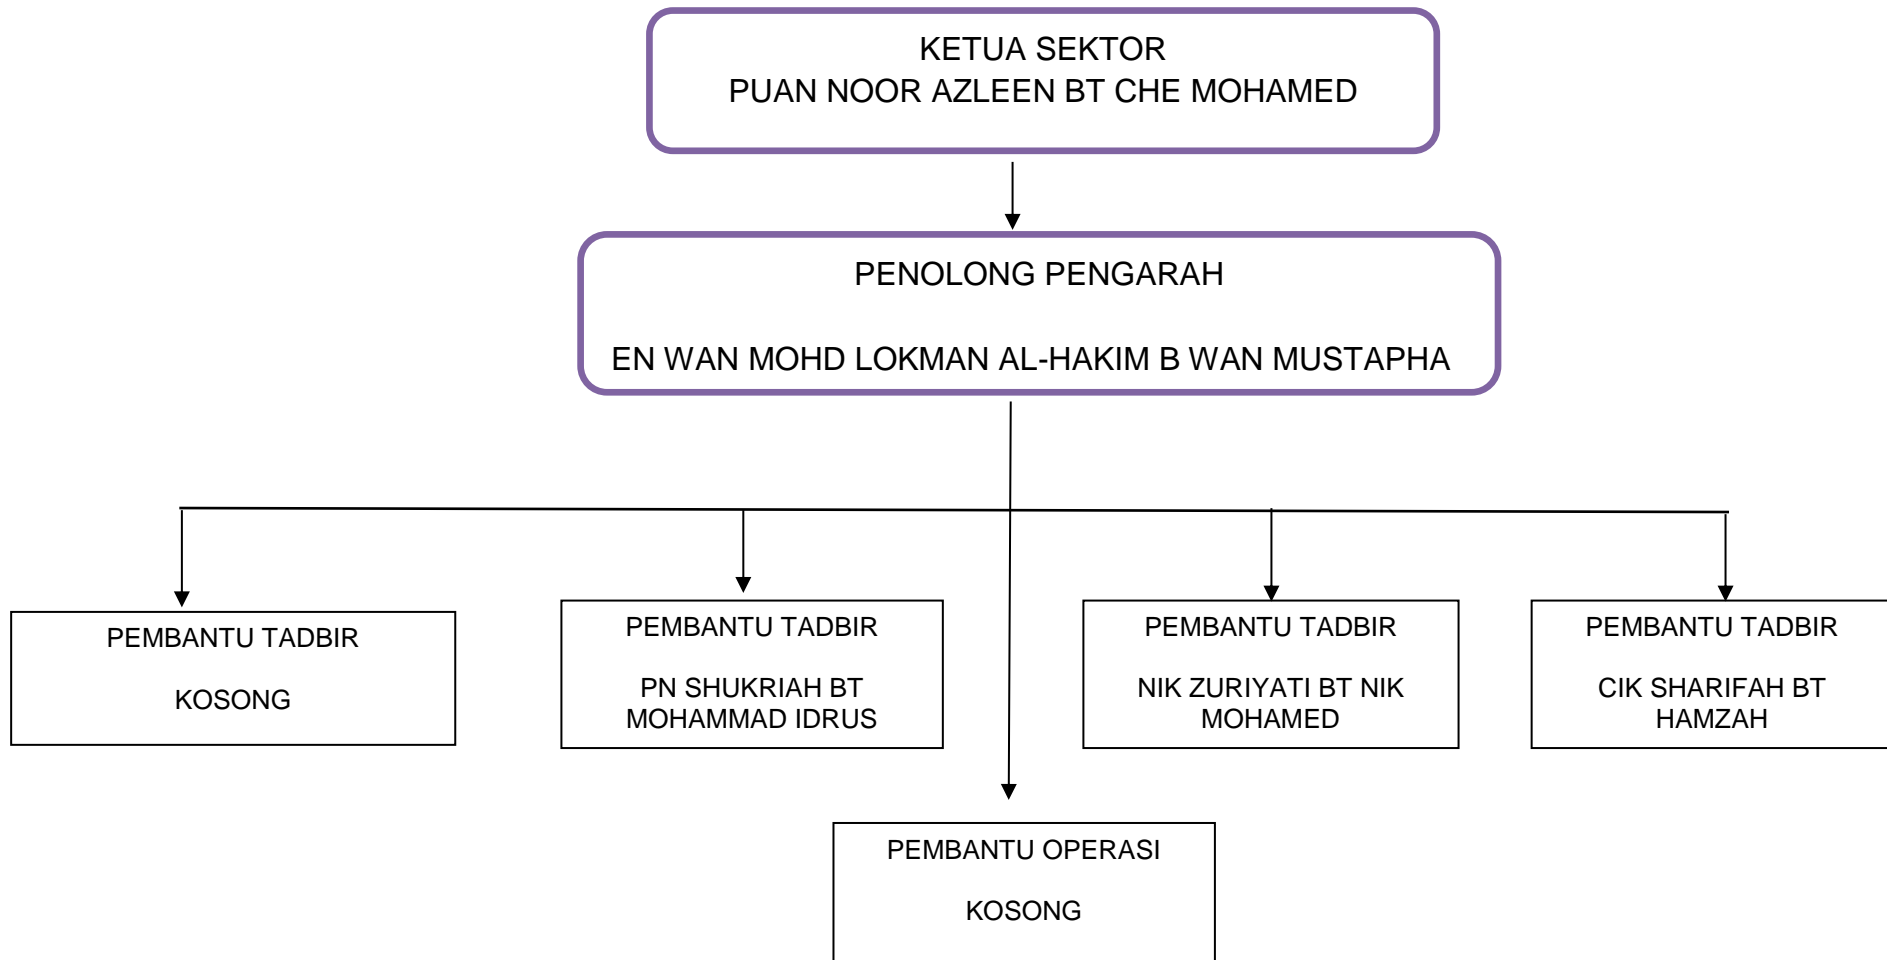 KETUA SEKTOR
PUAN NOOR AZLEEN BT CHE MOHAMED
PENOLONG PENGARAH
EN WAN MOHD LOKMAN AL-HAKIM B WAN MUSTAPHA
PEMBANTU TADBIR
KOSONG
PEMBANTU TADBIR
PN SHUKRIAH BT
MOHAMMAD IDRUS
PEMBANTU TADBIR
NIK ZURIYATI BT NIK
MOHAMED
PEMBANTU TADBIR
CIK SHARIFAH BT
HAMZAH
PEMBANTU OPERASI
KOSONG